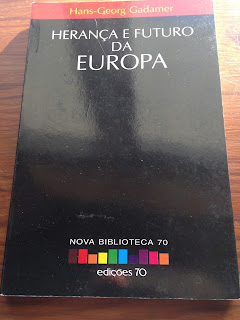 Hans-Georg Gadamer
HERANÇA E FUTURO
DA
EUROPA
NOVA BIBLIOTECA 70
edições 70